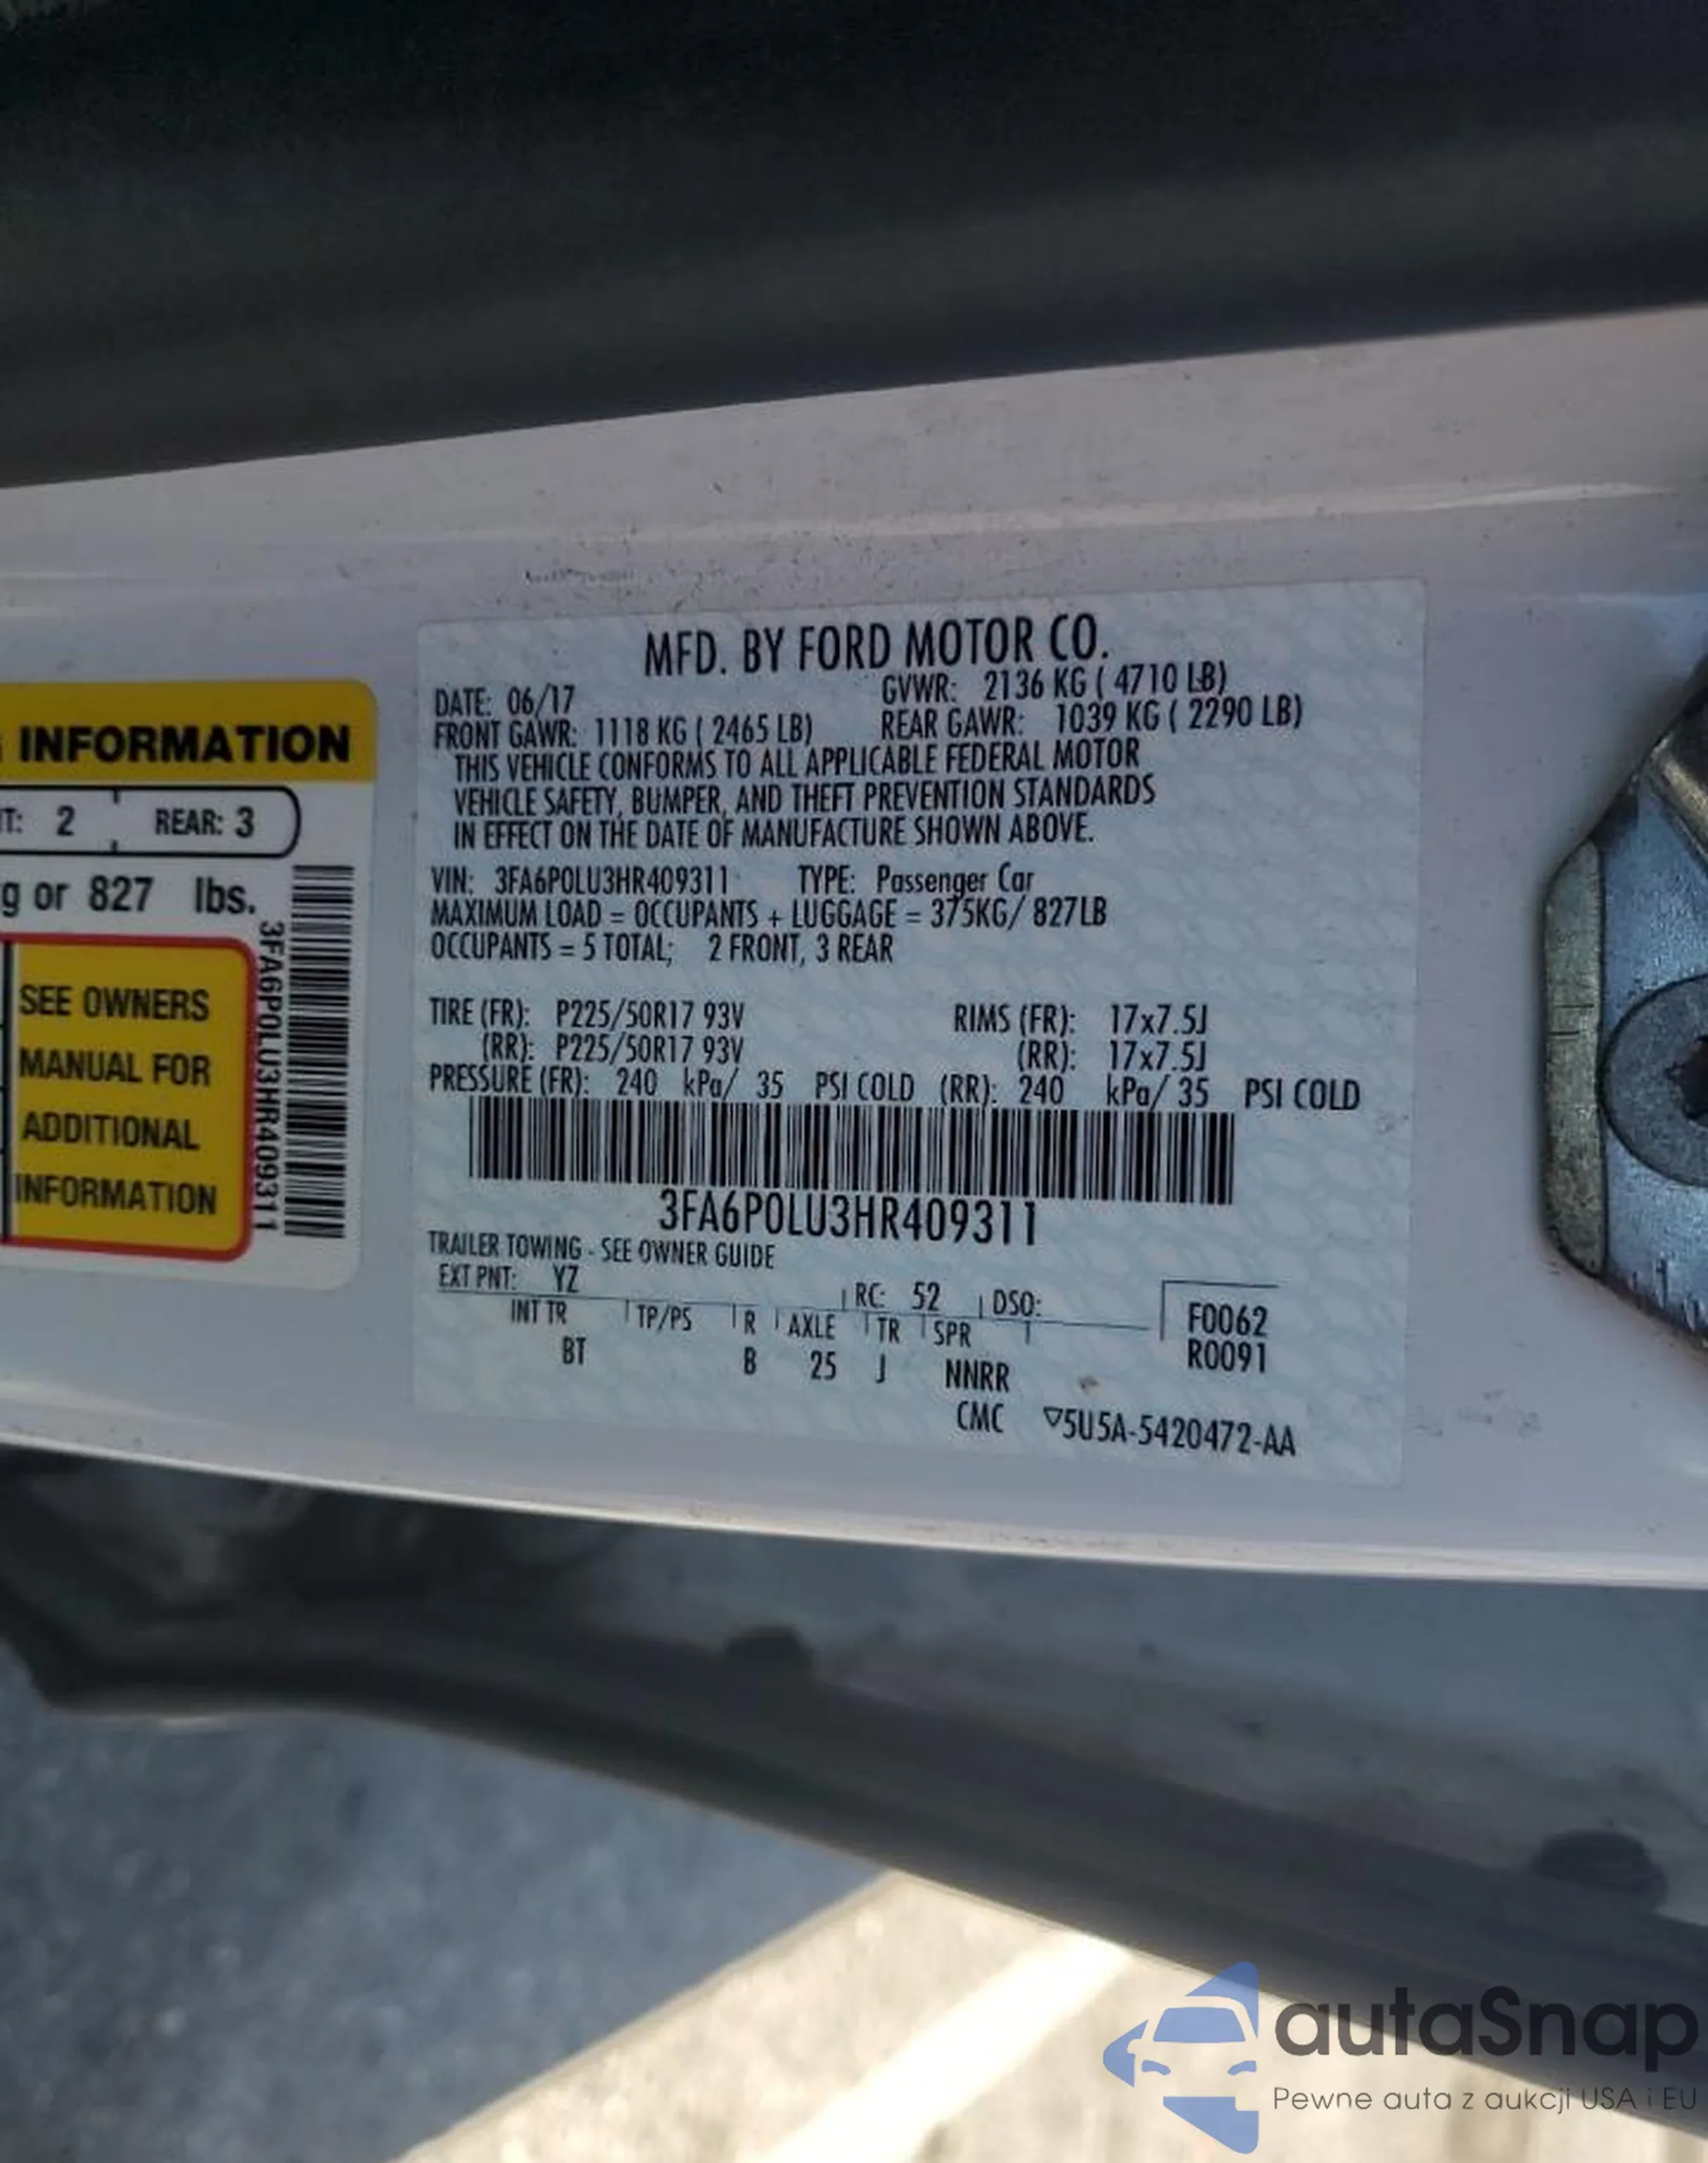 INFORMATION
T: 2 REAR: 3
g or 827 lbs.
SEE OWNERS
MANUAL FOR
ADDITIONAL
INFORMATION
3FA6P0LU3HR409311
MFD. BY FORD MOTOR CO.
DATE: 06/17 GVWR: 2136 KG ( 4710 LB)
FRONT GAWR: 1118 KG ( 2465 LB) REAR GAWR: 1039 KG ( 2290 LB)
THIS VEHICLE CONFORMS TO ALL APPLICABLE FEDERAL MOTOR
VEHICLE SAFETY, BUMPER, AND THEFT PREVENTION STANDARDS
IN EFFECT ON THE DATE OF MANUFACTURE SHOWN ABOVE.
VIN: 3FA6P0LU3HR409311 TYPE: Passenger Car
MAXIMUM LOAD = OCCUPANTS + LUGGAGE = 375KG/ 827LB
OCCUPANTS = 5 TOTAL; 2 FRONT, 3 REAR
TIRE (FR): P225/50R17 93V RIMS (FR): 17x7.5J
(RR): P225/50R17 93V (RR): 17x7.5J
PRESSURE (FR): 240 kPa/ 35 PSI COLD (RR): 240 kPa/ 35 PSI COLD
3FA6P0LU3HR409311
TRAILER TOWING - SEE OWNER GUIDE
EXT PNT: YZ RC: 52 DSO:
INT TR TP/PS R AXLE TR SPR F0062
BT B 25 J NNRR R0091
CMC ▽5U5A-5420472-AA
autaSnap
Pewne auta z aukcji USA i EU